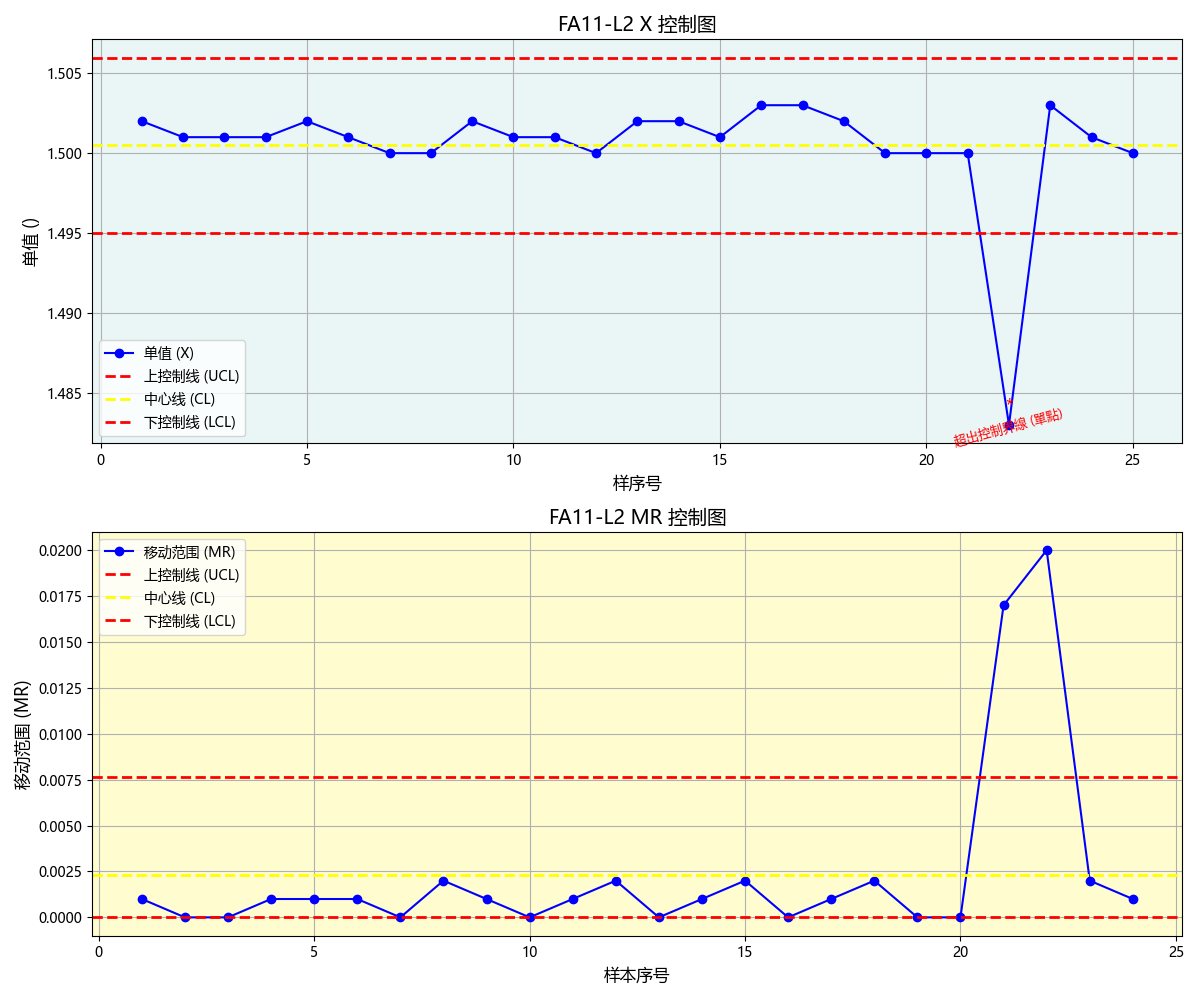 FA11-L2 X 控制图
1.505
1.500
1.495
1.490
1.485
单值 ()
单值 (X)
上控制线 (UCL)
中心线 (CL)
下控制线 (LCL)
*
超出控制界線 (單點)
0
5
10
15
20
25
样序号
FA11-L2 MR 控制图
0.0200
0.0175
0.0150
0.0125
0.0100
0.0075
0.0050
0.0025
0.0000
移动范围 (MR)
移动范围 (MR)
上控制线 (UCL)
中心线 (CL)
下控制线 (LCL)
0
5
10
15
20
25
样本序号